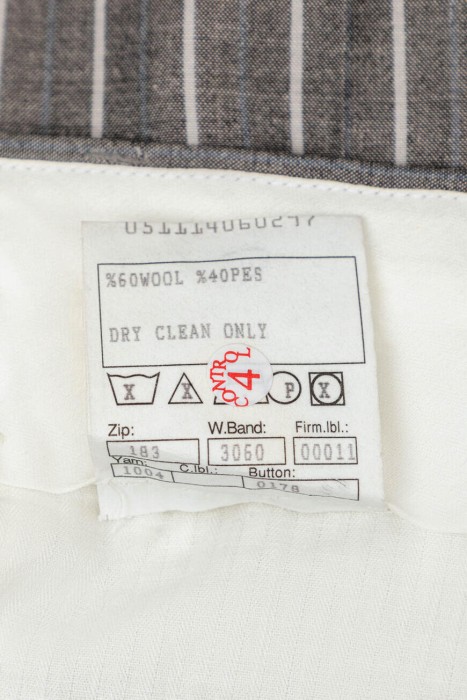 051114060247
%60WOOL %40PES
DRY CLEAN ONLY
CONTROL
4
X X P X
Zip: W.Band: Firm.lbl.:
183 3060 00011
Yarn: C.lbl.: Button:
1004 0178